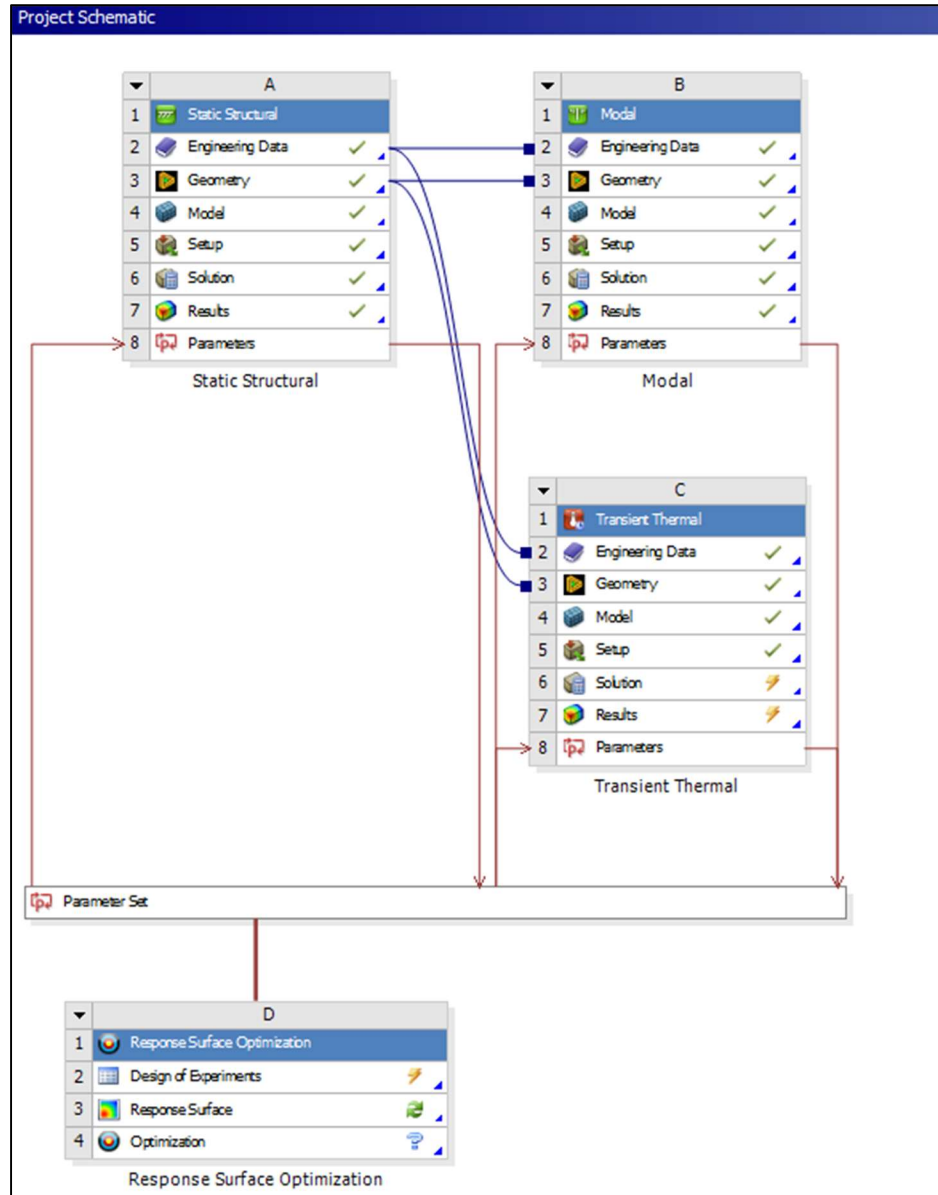 Project Schematic
A
1 Static Structural
2 Engineering Data
3 Geometry
4 Model
5 Setup
6 Solution
7 Results
8 Parameters
Static Structural
B
1 Modal
2 Engineering Data
3 Geometry
4 Model
5 Setup
6 Solution
7 Results
8 Parameters
Modal
C
1 Transient Thermal
2 Engineering Data
3 Geometry
4 Model
5 Setup
6 Solution
7 Results
8 Parameters
Transient Thermal
Parameter Set
D
1 Response Surface Optimization
2 Design of Experiments
3 Response Surface
4 Optimization
Response Surface Optimization